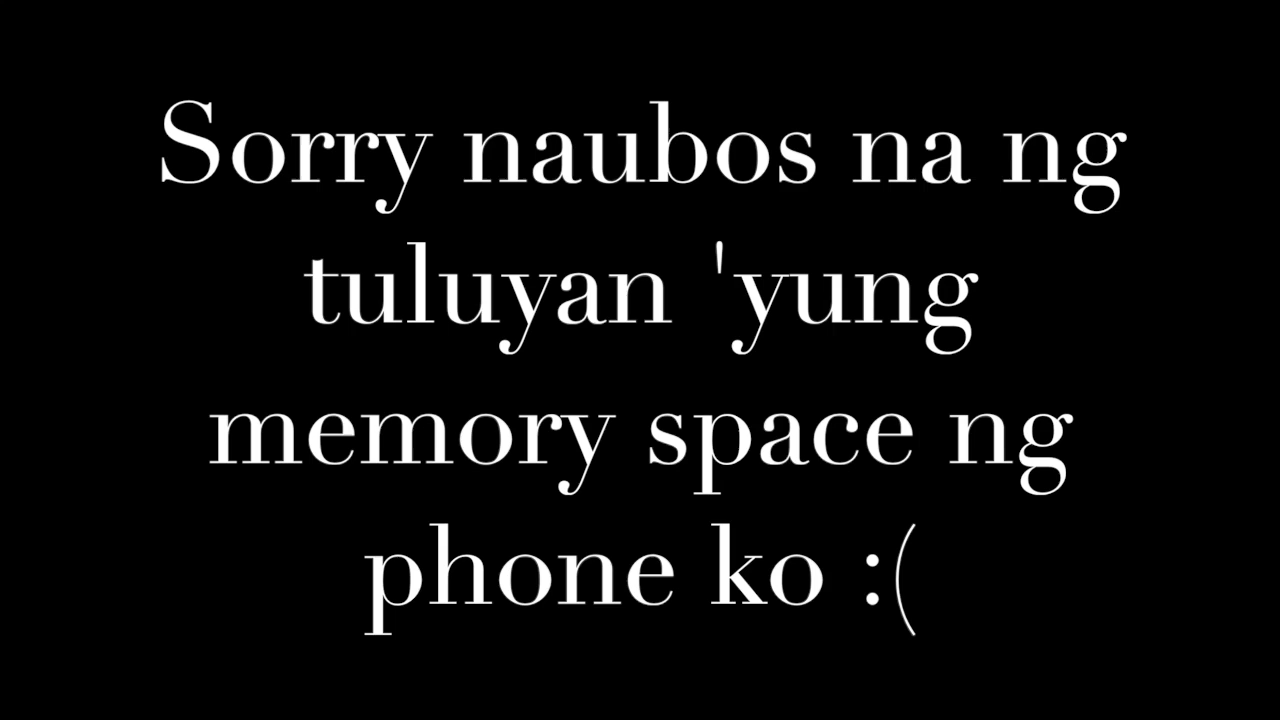 Sorry naubos na ng
tuluyan 'yung
memory space ng
phone ko :(